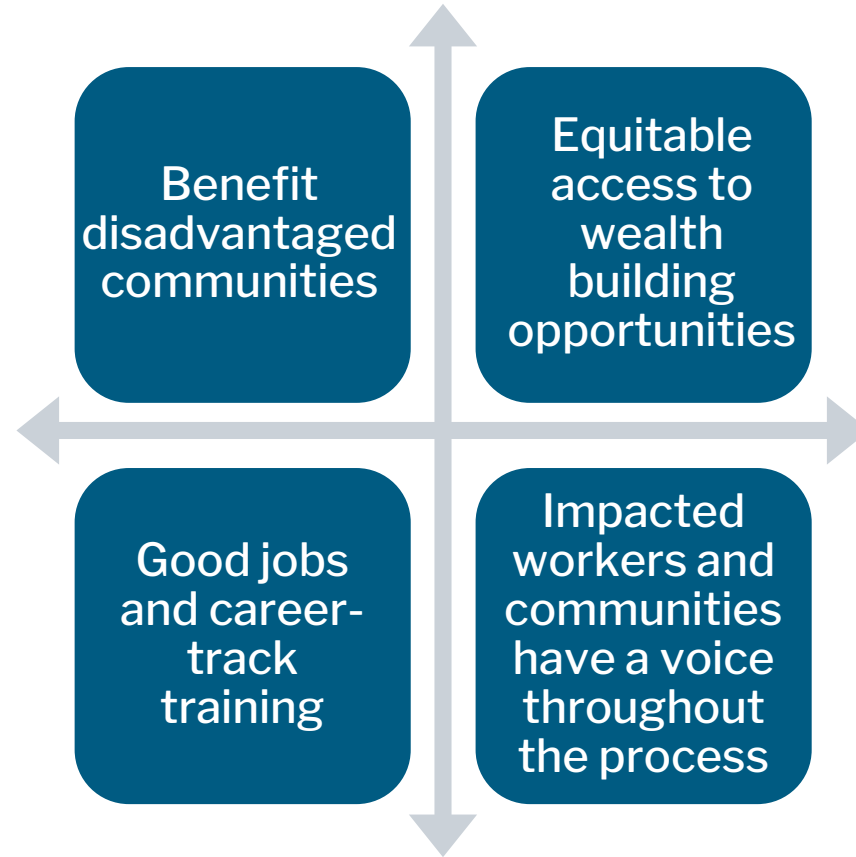 Benefit
disadvantaged
communities
Equitable
access to
wealth
building
opportunities
Good jobs
and career-
track
training
Impacted
workers and
communities
have a voice
throughout
the process